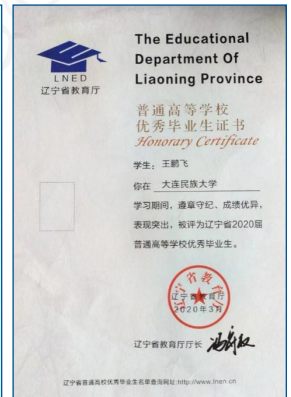 LNED
辽宁省教育厅
The Educational
Department Of
Liaoning Province
普通高等学校
优秀毕业生证书
Honorary Certificate
学生：王鹏飞
你在 大连民族大学
学习期间，遵章守纪、成绩优异，
表现突出，被评为辽宁省2020届
普通高等学校优秀毕业生。
辽宁省教育厅
辽宁省教育厅
2020年3月
辽宁省教育厅厅长
辽宁省普通高校优秀毕业生名单查询网址:http://www.lnen.cn